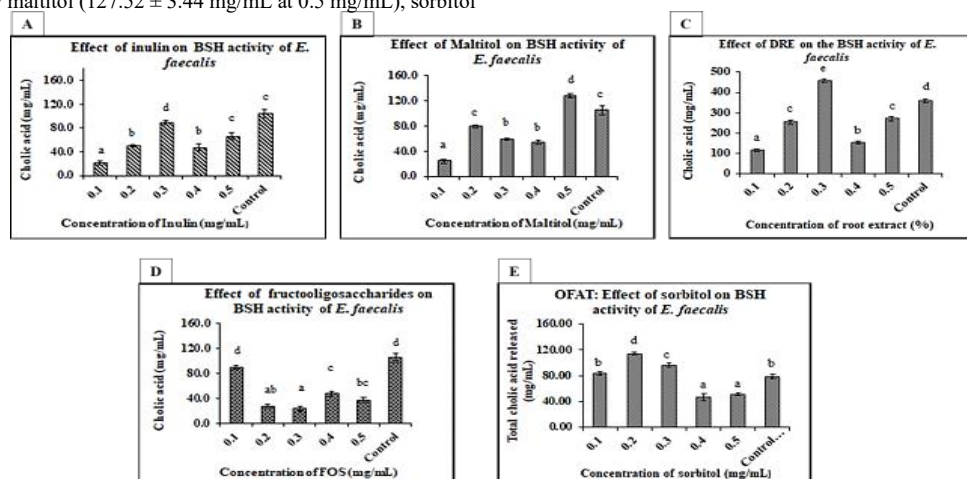 maltitol (127.52 ± 3.44 mg/mL at 0.5 mg/mL), sorbitol
A
Effect of inulin on BSH activity of E.
faecalis
Cholic acid (mg/mL)
160.0
120.0
80.0
40.0
0.0
a
b
d
b
c
0.1
0.2
0.3
0.4
0.5
Control
Concentration of Inulin (mg/mL)
B
Effect of Maltitol on BSH activity of
E. faecalis
Cholic acid (mg/mL)
160.0
120.0
80.0
40.0
0.0
a
c
b
b
d
c
0.1
0.2
0.3
0.4
0.5
Control
Concentration of Maltitol (mg/mL)
C
Effect of DRE on the BSH activity of E.
faecalis
Cholic acid (mg/mL)
500
400
300
200
100
0
a
c
e
b
c
d
0.1
0.2
0.3
0.4
0.5
Control
Concentration of root extract (%)
D
Effect of fructooligosaccharides on
BSH activity of E. faecalis
Cholic acid (mg/mL)
160.0
120.0
80.0
40.0
0.0
d
ab
a
c
bc
d
0.1
0.2
0.3
0.4
0.5
Control
Concentration of FOS (mg/mL)
E
OFAT: Effect of sorbitol on BSH
activity of E. faecalis
Total cholic acid released
(mg/mL)
160.00
120.00
80.00
40.00
0.00
b
d
c
a
a
b
0.1
0.2
0.3
0.4
0.5
Control...
Concentration of sorbitol (mg/mL)